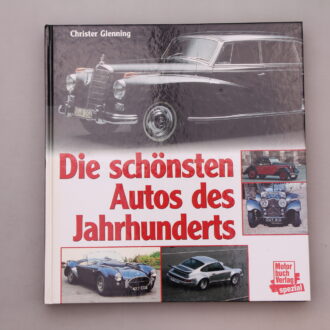 Christer Glenning
Die schönsten
Autos des
Jahrhunderts
Motor
buch
Verlag
spezial